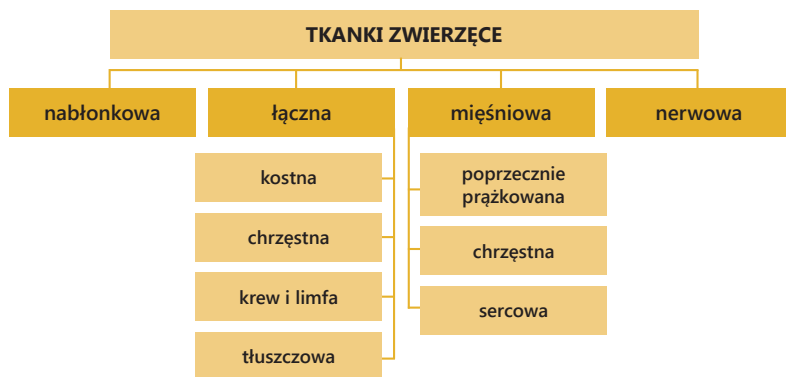 TKANKI ZWIERZĘCE
nabłonkowa
łączna
mięśniowa
nerwowa
kostna
chrzęstna
krew i limfa
tłuszczowa
poprzecznie
prążkowana
chrzęstna
sercowa